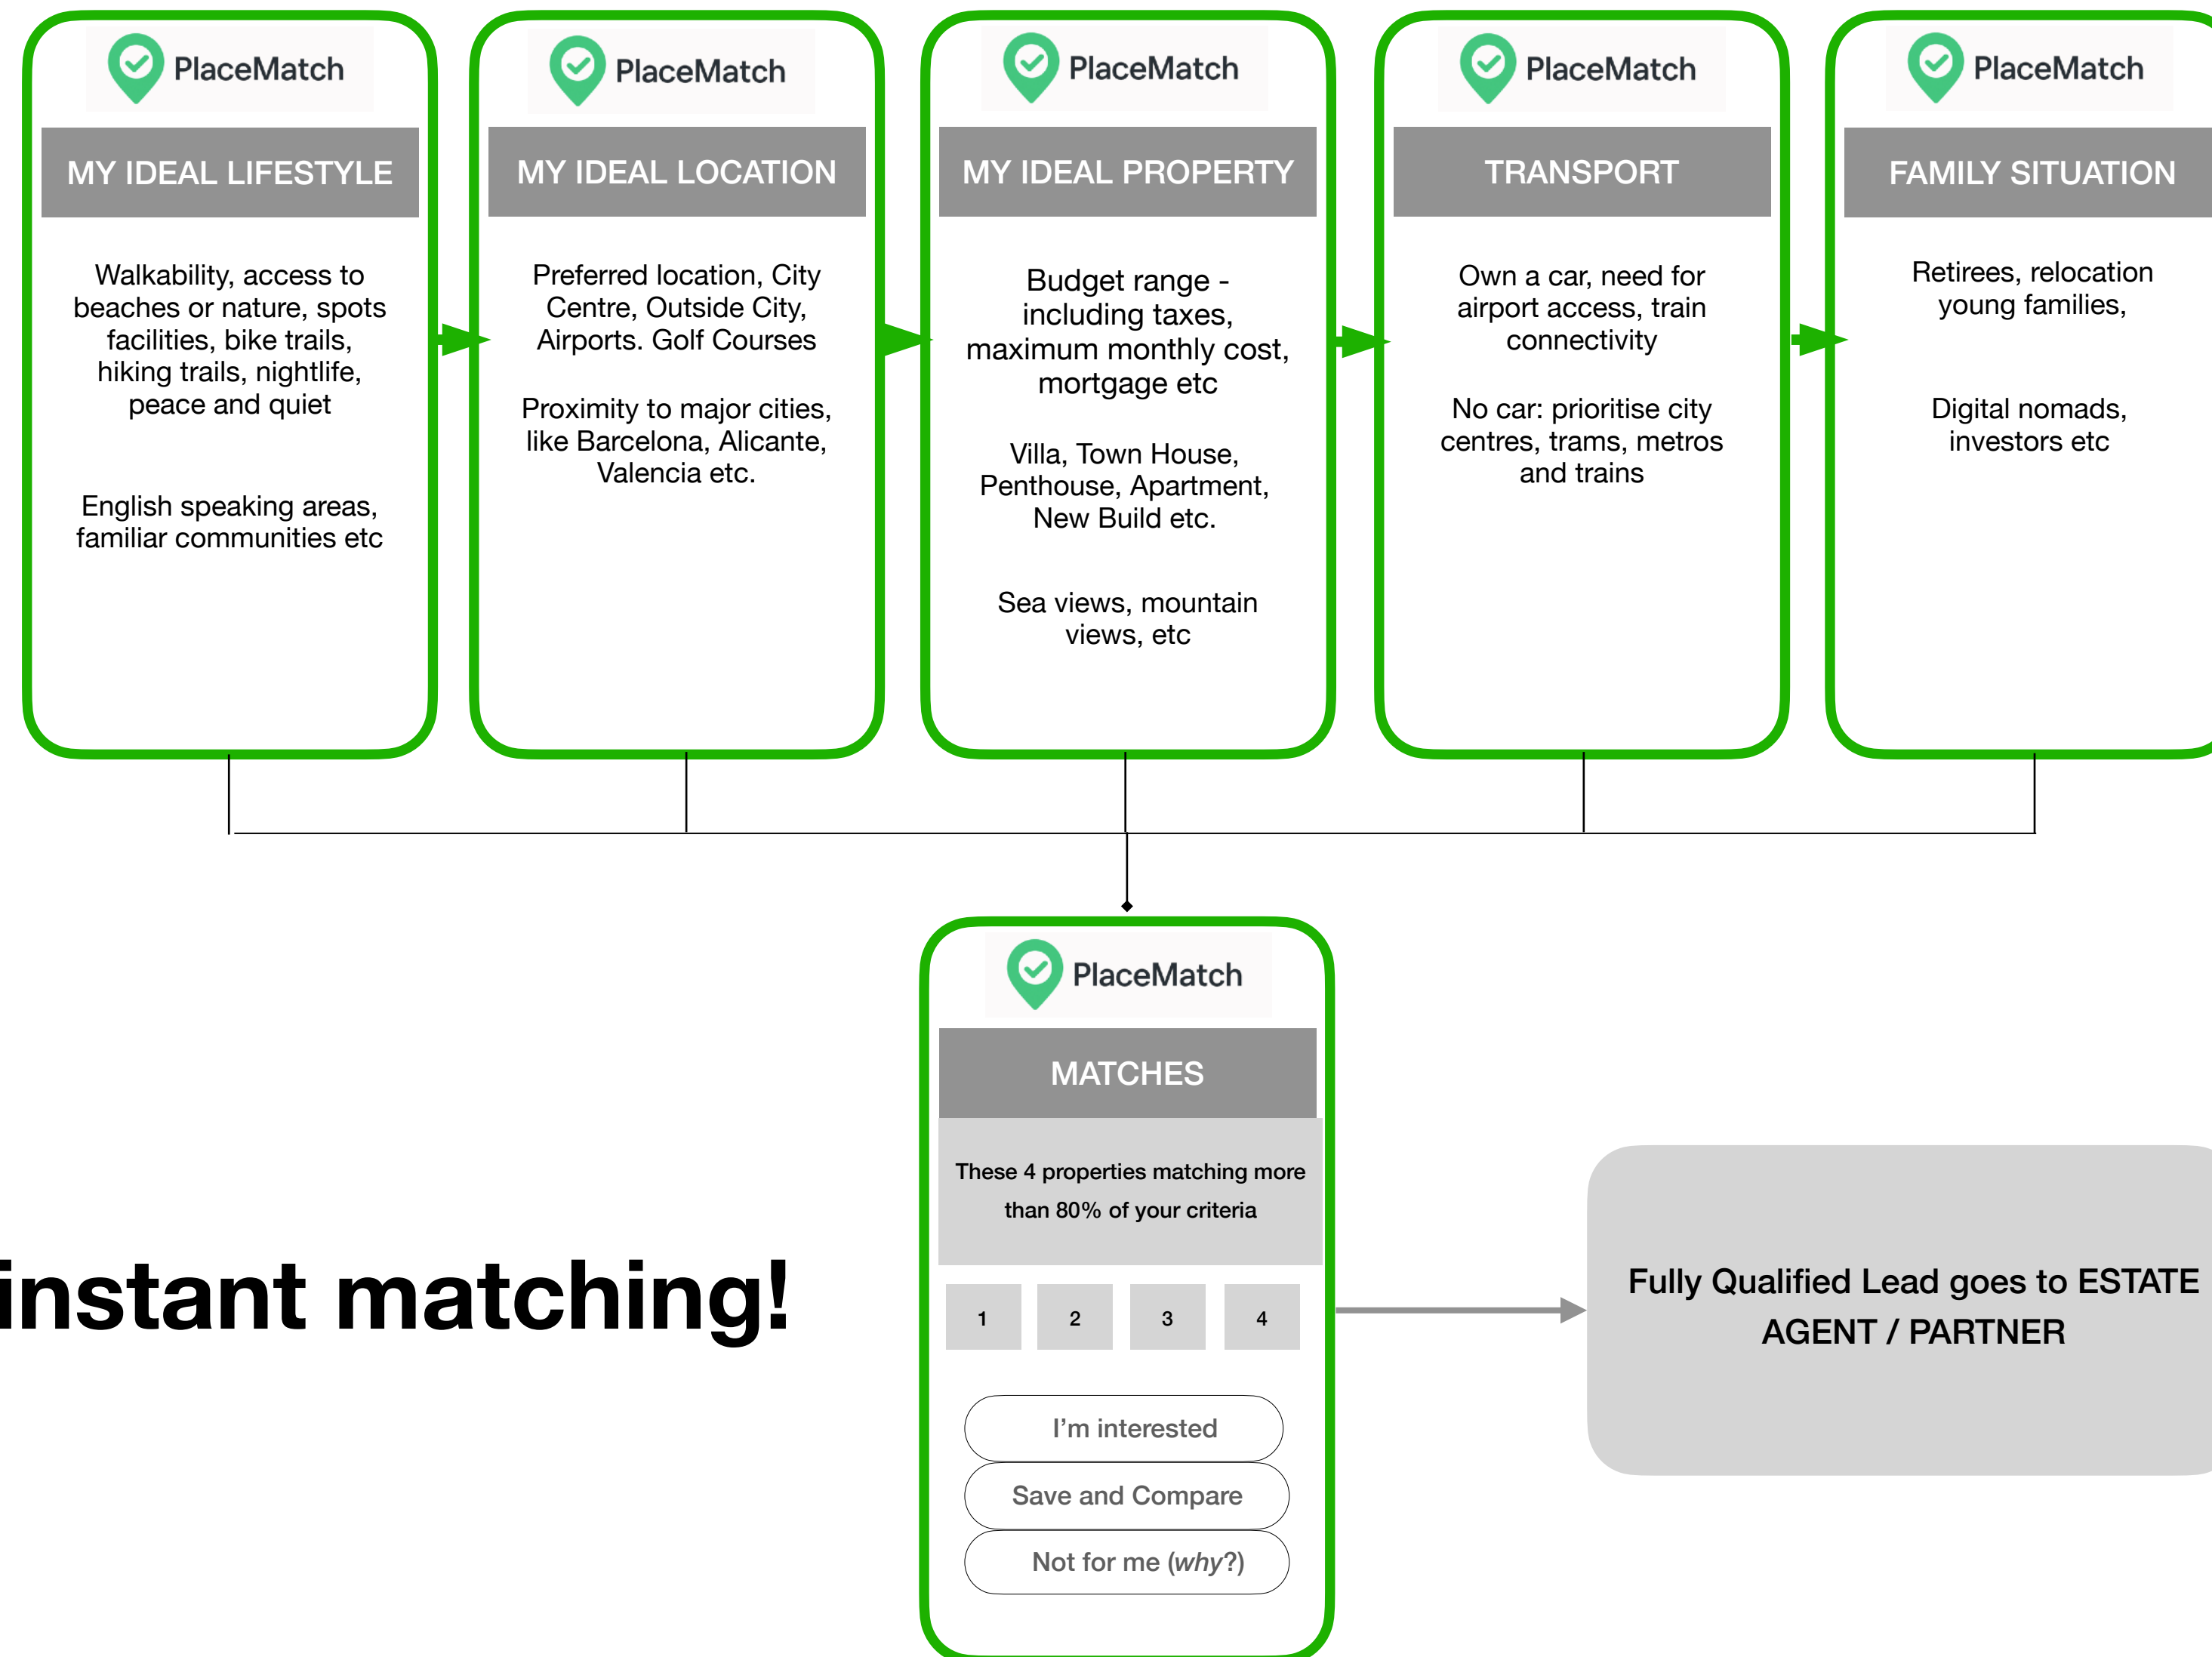 PlaceMatch
MY IDEAL LIFESTYLE
Walkability, access to
beaches or nature, spots
facilities, bike trails,
hiking trails, nightlife,
peace and quiet
English speaking areas,
familiar communities etc
PlaceMatch
MY IDEAL LOCATION
Preferred location, City
Centre, Outside City,
Airports. Golf Courses
Proximity to major cities,
like Barcelona, Alicante,
Valencia etc.
PlaceMatch
MY IDEAL PROPERTY
Budget range -
including taxes,
maximum monthly cost,
mortgage etc
Villa, Town House,
Penthouse, Apartment,
New Build etc.
Sea views, mountain
views, etc
PlaceMatch
TRANSPORT
Own a car, need for
airport access, train
connectivity
No car: prioritise city
centres, trams, metros
and trains
PlaceMatch
FAMILY SITUATION
Retirees, relocation
young families,
Digital nomads,
investors etc
instant matching!
PlaceMatch
MATCHES
These 4 properties matching more
than 80% of your criteria
1 2 3 4
I'm interested
Save and Compare
Not for me (why?)
Fully Qualified Lead goes to ESTATE
AGENT / PARTNER